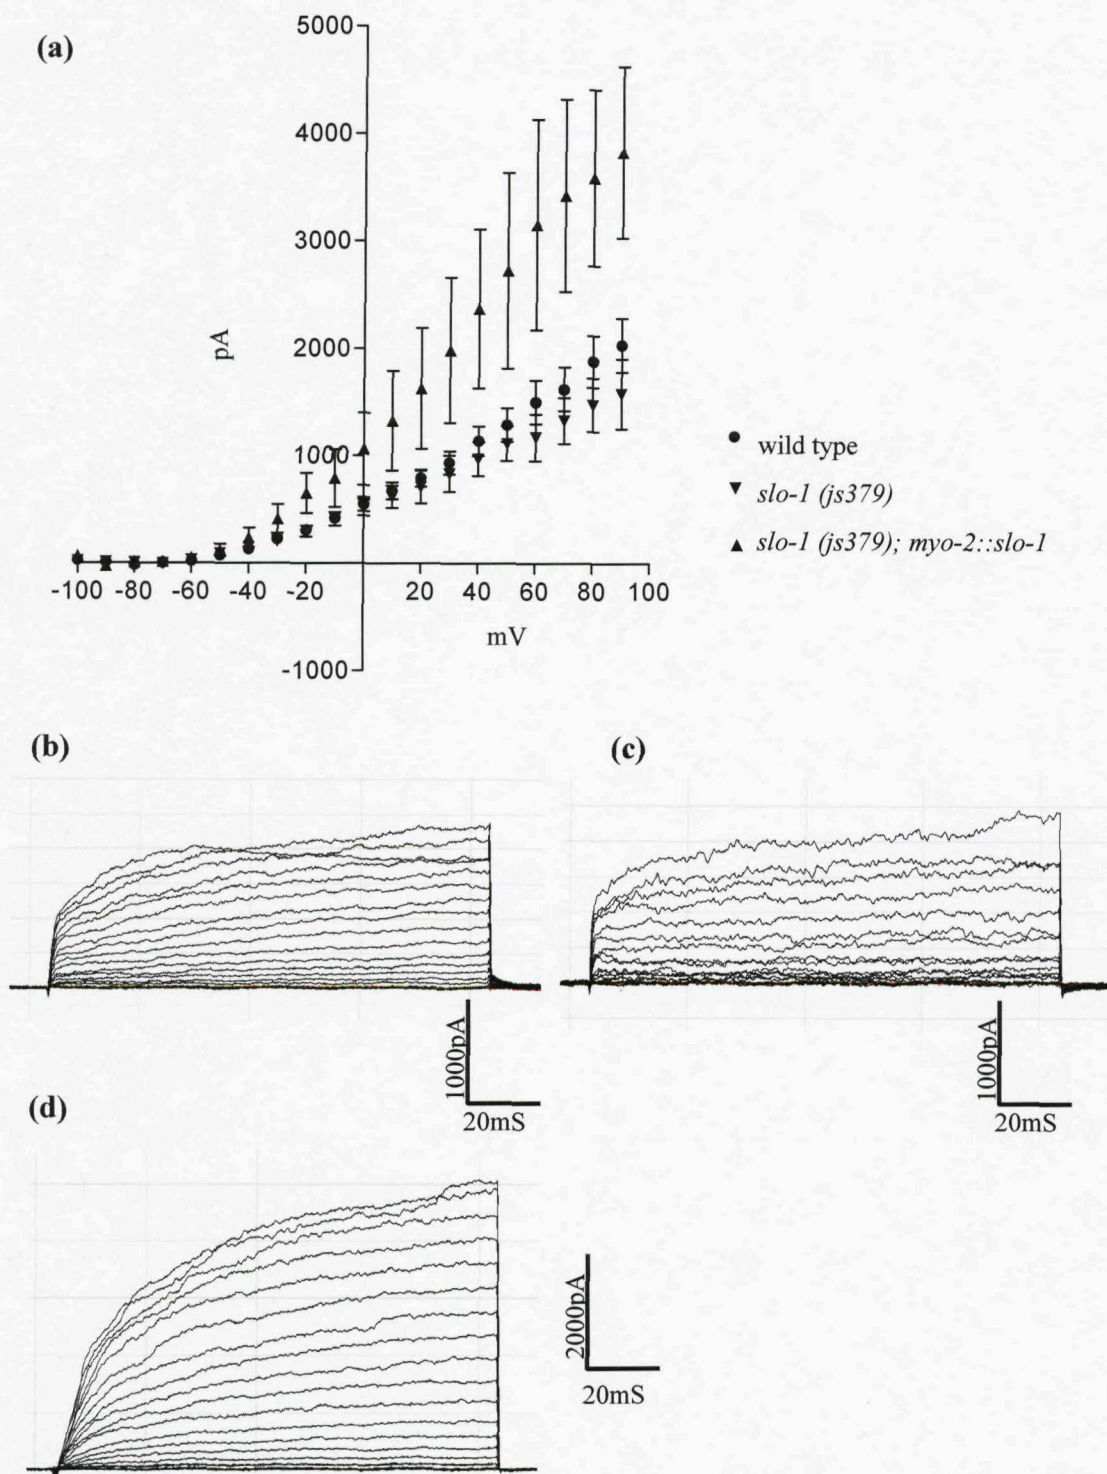 (a)
5000
4000
3000
2000
1000
-1000
pA
-100 -80 -60 -40 -20 20 40 60 80 100
mV
wild type
slo-1 (js379)
slo-1 (js379); myo-2::slo-1
(b)
(c)
1000pA
20mS
1000pA
20mS
(d)
2000pA
20mS